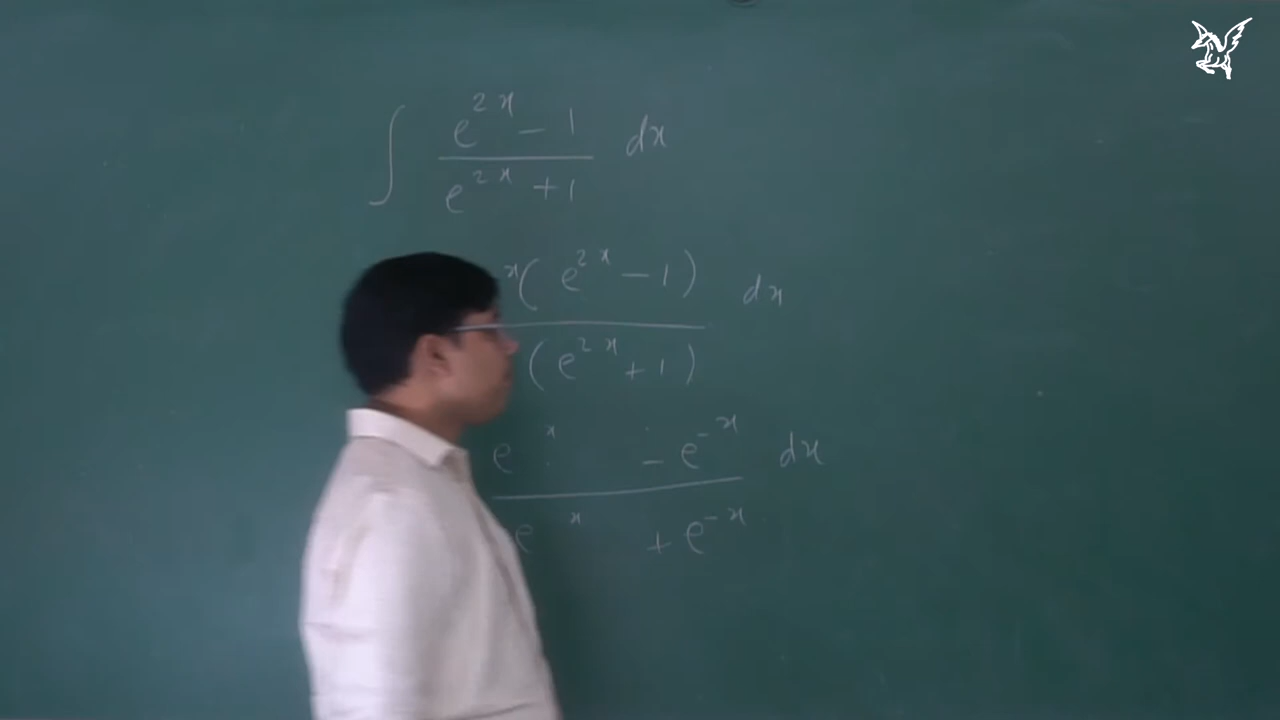 ∫ (e^{2x} − 1)/(e^{2x} + 1) dx
^x(e^{2x} − 1)/(e^{2x} + 1) dx
(e^x − e^{-x})/(e^x + e^{-x}) dx